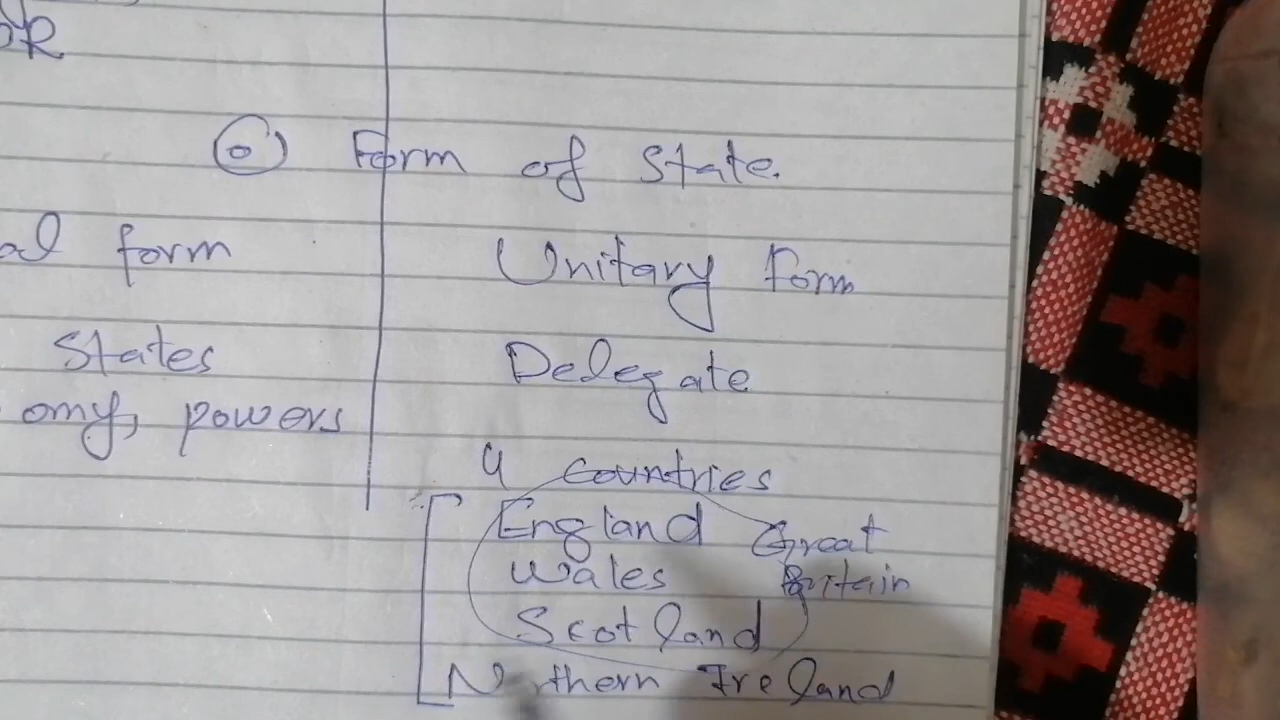 OR
Form of State.
al form
Unitary Form
States
Delegate
omy, powers
4 Countries
England Great
Wales Britain
Scotland
Northern Ireland